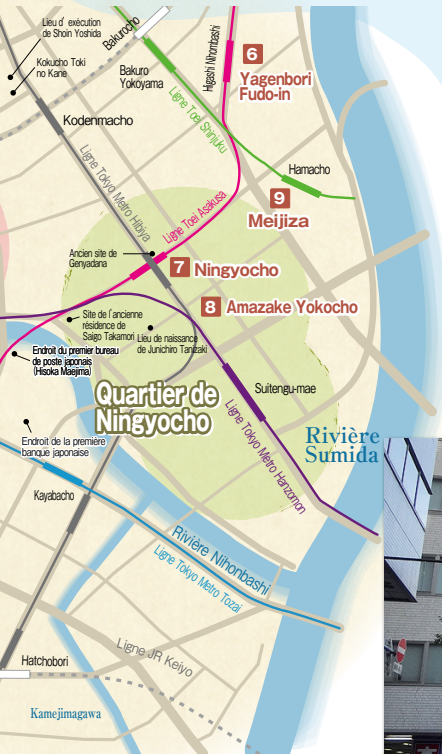 Lieu d' exécution
de Shoin Yoshida
Bakurocho
Kokucho Toki
no Kane
Bakuro
Yokoyama
Higashi Nihonbashi
6
Yagenbori
Fudo-in
Kodenmacho
Ligne Toei Shinjuku
Hamacho
Ligne Tokyo Metro Hibiya
9
Meijiza
Ligne Toei Asakusa
Ancien site de
Genyadana
7 Ningyocho
8 Amazake Yokocho
Site de l'ancienne
résidence de
Saigo Takamori
Lieu de naissance
de Junichiro Tanizaki
Endroit du premier bureau
de poste japonais
(Hisoka Maejima)
Quartier de
Ningyocho
Suitengu-mae
Ligne Tokyo Metro Hanzomon
Rivière
Sumida
Endroit de la première
banque japonaise
Kayabacho
Rivière Nihonbashi
Ligne Tokyo Metro Tozai
Ligne JR Keiyo
Hatchobori
Kamejimagawa